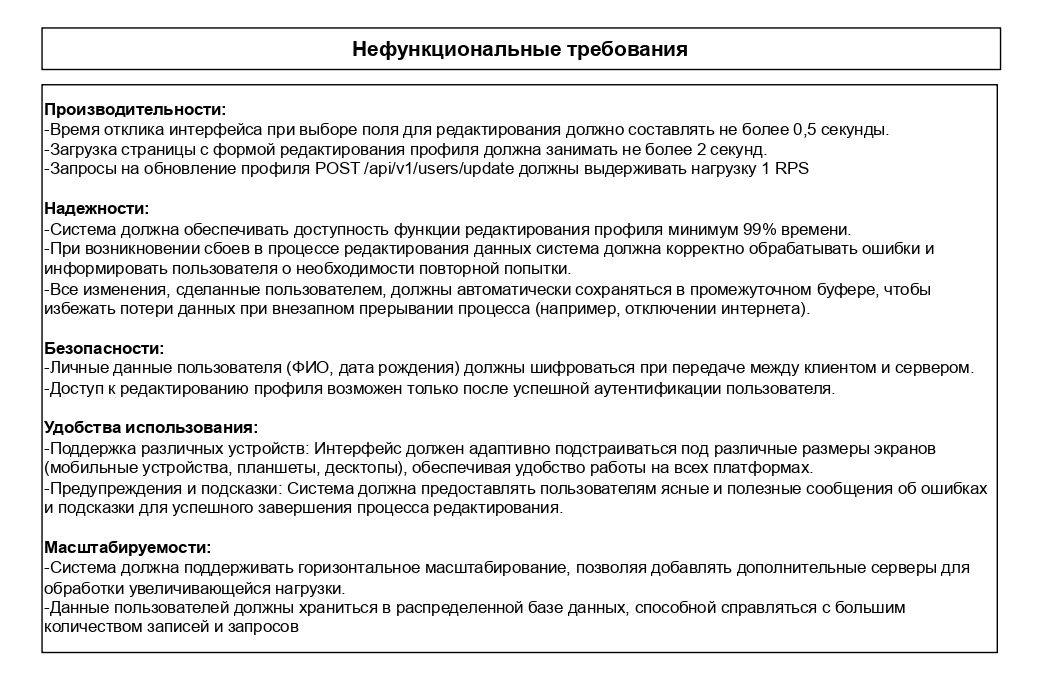 Нефункциональные требования
Производительности:
-Время отклика интерфейса при выборе поля для редактирования должно составлять не более 0,5 секунды.
-Загрузка страницы с формой редактирования профиля должна занимать не более 2 секунд.
-Запросы на обновление профиля POST /api/v1/users/update должны выдерживать нагрузку 1 RPS
Надежности:
-Система должна обеспечивать доступность функции редактирования профиля минимум 99% времени.
-При возникновении сбоев в процессе редактирования данных система должна корректно обрабатывать ошибки и
информировать пользователя о необходимости повторной попытки.
-Все изменения, сделанные пользователем, должны автоматически сохраняться в промежуточном буфере, чтобы
избежать потери данных при внезапном прерывании процесса (например, отключении интернета).
Безопасности:
-Личные данные пользователя (ФИО, дата рождения) должны шифроваться при передаче между клиентом и сервером.
-Доступ к редактированию профиля возможен только после успешной аутентификации пользователя.
Удобства использования:
-Поддержка различных устройств: Интерфейс должен адаптивно подстраиваться под различные размеры экранов
(мобильные устройства, планшеты, десктопы), обеспечивая удобство работы на всех платформах.
-Предупреждения и подсказки: Система должна предоставлять пользователям ясные и полезные сообщения об ошибках
и подсказки для успешного завершения процесса редактирования.
Масштабируемости:
-Система должна поддерживать горизонтальное масштабирование, позволяя добавлять дополнительные серверы для
обработки увеличивающейся нагрузки.
-Данные пользователей должны храниться в распределенной базе данных, способной справляться с большим
количеством записей и запросов